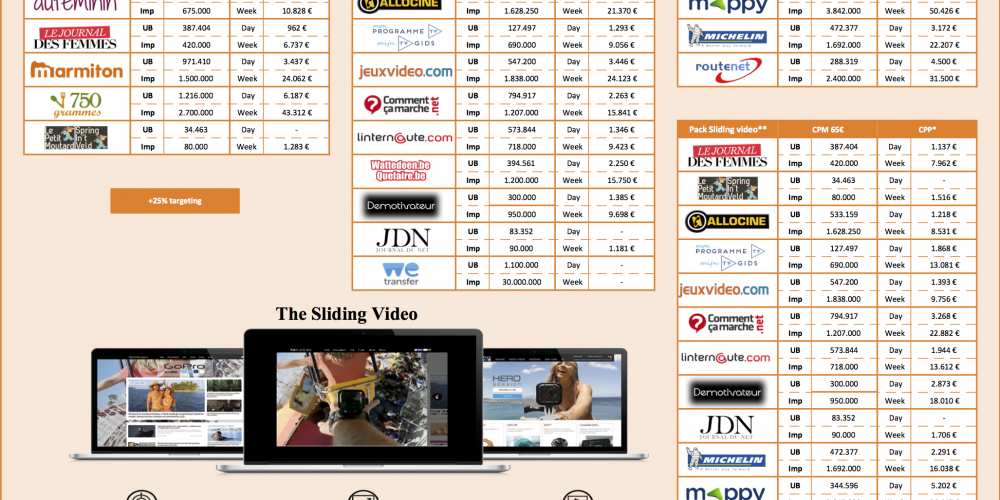 aufeminin
Imp 675.000 Week 10.828 €
LE JOURNAL DES FEMMES
UB 387.404 Day 962 €
Imp 420.000 Week 6.737 €
marmiton
UB 971.410 Day 3.437 €
Imp 1.500.000 Week 24.062 €
750 grammes
UB 1.216.000 Day 6.187 €
Imp 2.700.000 Week 43.312 €
Le Petit Moutard Spring In't Veld
UB 34.463 Day -
Imp 80.000 Week 1.283 €
+25% targeting
ALLOCINE
Imp 1.628.250 Week 21.370 €
PROGRAMME TV
mijn TV GIDS
UB 127.497 Day 1.293 €
Imp 690.000 Week 9.056 €
jeuxvideo.com
UB 547.200 Day 3.446 €
Imp 1.838.000 Week 24.123 €
Comment ça marche.net
UB 794.917 Day 2.263 €
Imp 1.207.000 Week 15.841 €
linternaute.com
UB 573.844 Day 1.346 €
Imp 718.000 Week 9.423 €
Wattedoen.be
Quefaire.be
UB 394.561 Day 2.250 €
Imp 1.200.000 Week 15.750 €
Demotivateur
UB 300.000 Day 1.385 €
Imp 950.000 Week 9.698 €
JDN
JOURNAL DU NET
UB 83.352 Day -
Imp 90.000 Week 1.181 €
we transfer
UB 1.100.000 Day -
Imp 30.000.000 Week -
mappy
Imp 3.842.000 Week 50.426 €
MICHELIN
A better way forward
UB 472.377 Day 3.172 €
Imp 1.692.000 Week 22.207 €
routenet
UB 288.319 Day 4.500 €
Imp 2.400.000 Week 31.500 €
Pack Sliding video** CPM 65€ CPP*
LE JOURNAL DES FEMMES
UB 387.404 Day 1.137 €
Imp 420.000 Week 7.962 €
Le Petit Moutard Spring In't Veld
UB 34.463 Day -
Imp 80.000 Week 1.516 €
ALLOCINE
UB 533.159 Day 1.218 €
Imp 1.628.250 Week 8.531 €
mon PROGRAMME TV
mijn TV GIDS
UB 127.497 Day 1.868 €
Imp 690.000 Week 13.081 €
jeuxvideo.com
UB 547.200 Day 1.393 €
Imp 1.838.000 Week 9.756 €
Comment ça marche.net
UB 794.917 Day 3.268 €
Imp 1.207.000 Week 22.882 €
linternaute.com
UB 573.844 Day 1.944 €
Imp 718.000 Week 13.612 €
Demotivateur
UB 300.000 Day 2.873 €
Imp 950.000 Week 18.010 €
JDN
JOURNAL DU NET
UB 83.352 Day -
Imp 90.000 Week 1.706 €
MICHELIN
A better way forward
UB 472.377 Day 2.291 €
Imp 1.692.000 Week 16.038 €
mappy
UB 344.596 Day 5.202 €
The Sliding Video
GoPro
HERO
SESSION